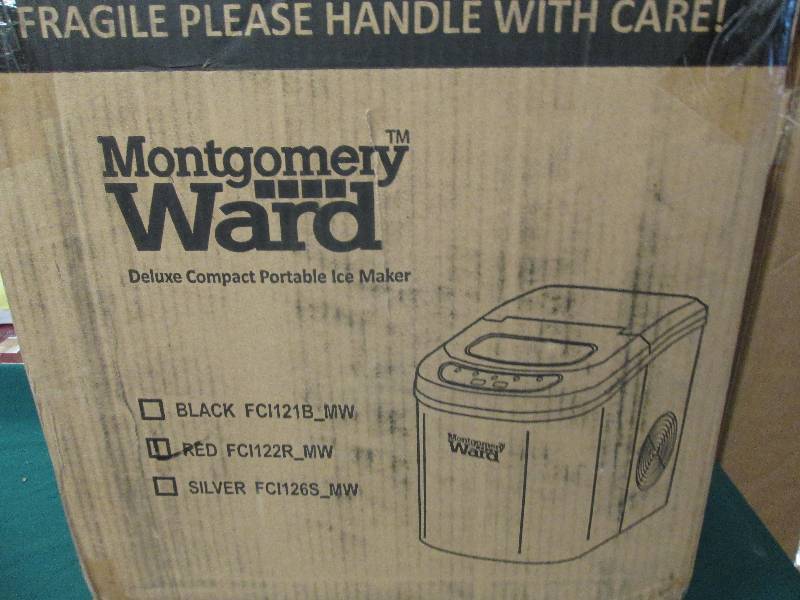 FRAGILE PLEASE HANDLE WITH CARE!
Montgomery™
Ward
Deluxe Compact Portable Ice Maker
BLACK FCI121B_MW
RED FCI122R_MW
SILVER FCI126S_MW
Montgomery
Ward